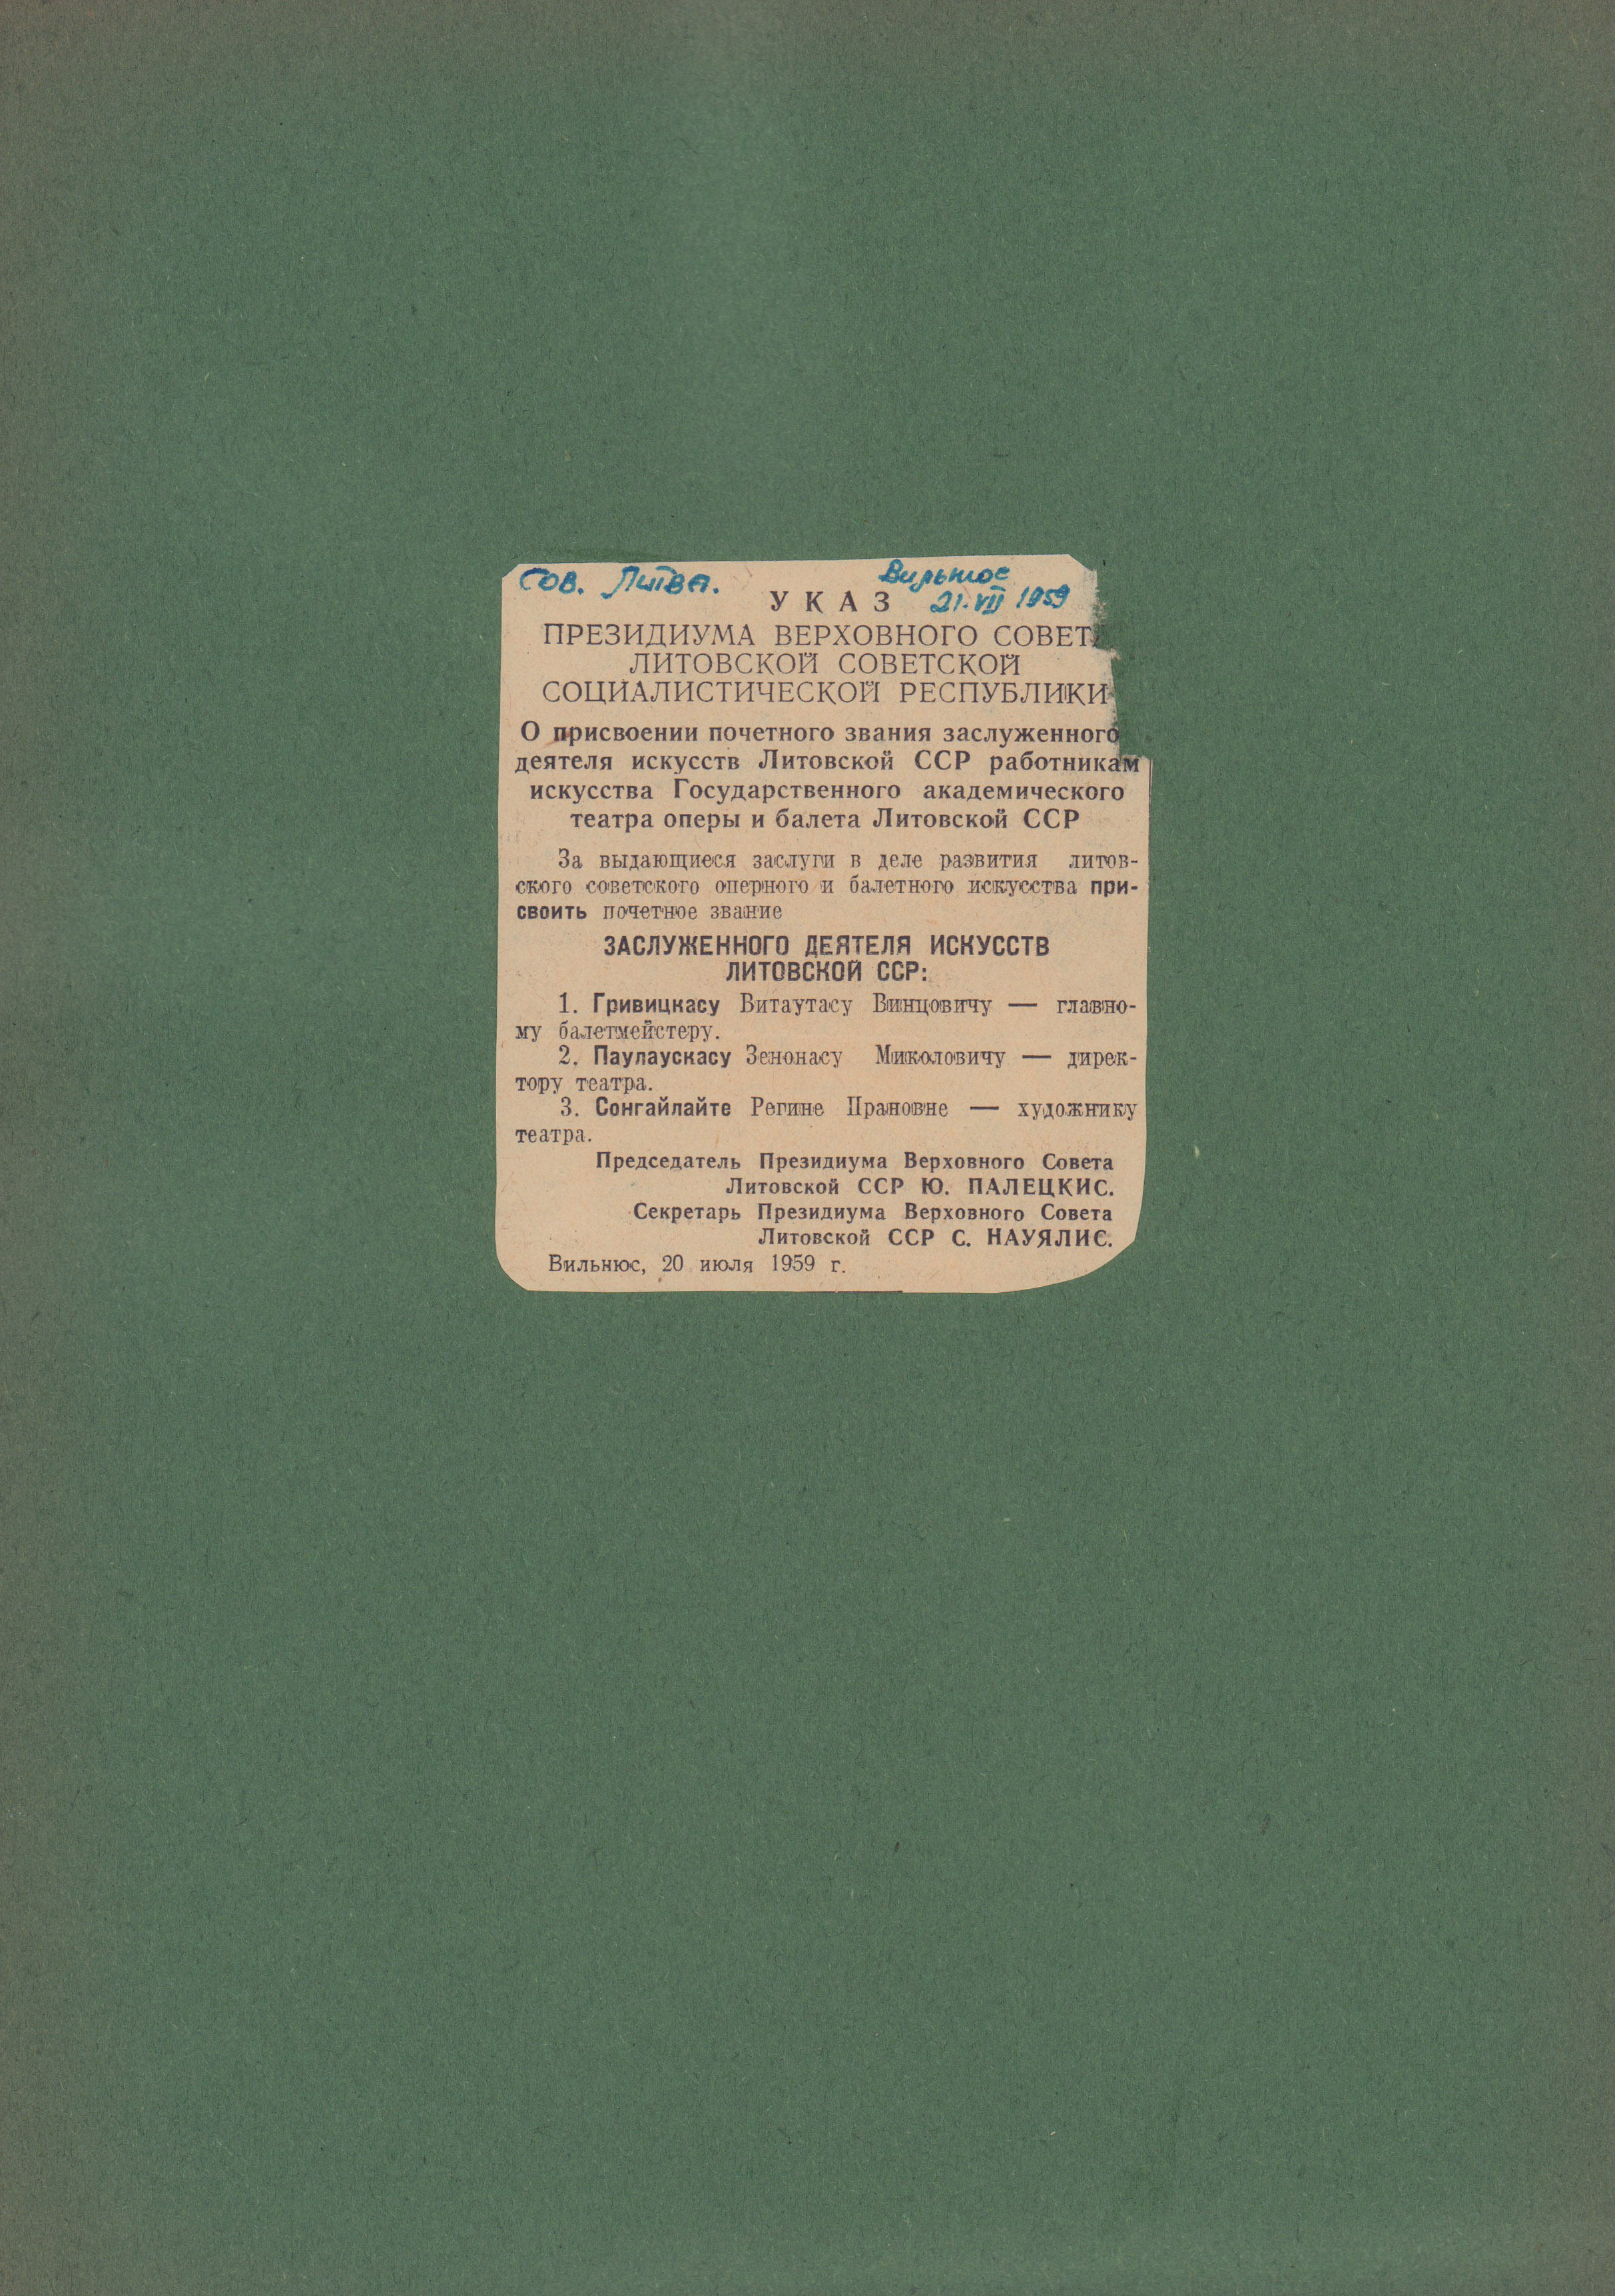 Сов. Литва.
Вильнюс
21.VII 1959
УКАЗ
ПРЕЗИДИУМА ВЕРХОВНОГО СОВЕТА
ЛИТОВСКОЙ СОВЕТСКОЙ
СОЦИАЛИСТИЧЕСКОЙ РЕСПУБЛИКИ
О присвоении почетного звания заслуженного
деятеля искусств Литовской ССР работникам
искусства Государственного академического
театра оперы и балета Литовской ССР
За выдающиеся заслуги в деле развития литов-
ского советского оперного и балетного искусства при-
своить почетное звание
ЗАСЛУЖЕННОГО ДЕЯТЕЛЯ ИСКУССТВ
ЛИТОВСКОЙ ССР:
1. Гривицкасу Витаутасу Винцовичу — главно-
му балетмейстеру.
2. Паулаускасу Зенонасу Миколовичу — дирек-
тору театра.
3. Сонгайлайте Регине Прановне — художнику
театра.
Председатель Президиума Верховного Совета
Литовской ССР Ю. ПАЛЕЦКИС.
Секретарь Президиума Верховного Совета
Литовской ССР С. НАУЯЛИС.
Вильнюс, 20 июля 1959 г.